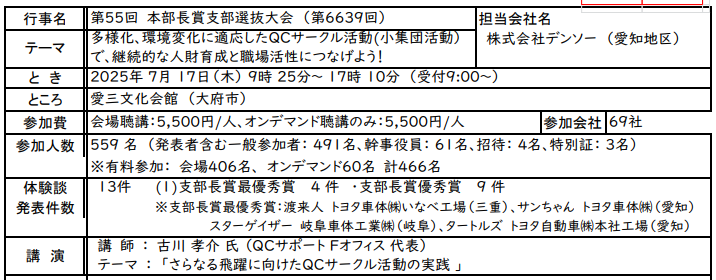 行事名 第55回 本部長賞支部選抜大会 （第6639回） 担当会社名
テーマ 多様化、環境変化に適応したQCサークル活動(小集団活動) 株式会社デンソー （愛知地区）
で、継続的な人財育成と職場活性につなげよう！
と き 2025年 7月 17日(木) 9時 25分～ 17時 10分 （受付9:00～）
ところ 愛三文化会館 （大府市）
参加費 会場聴講：5,500円/人、オンデマンド聴講のみ：5,500円/人 参加会社 69社
参加人数 559 名 （発表者含む一般参加者： 491名、幹事役員： 61名、招待： 4名、特別証： 3名）
※有料参加： 会場406名、 オンデマンド60名 計466名
体験談 13件 (1)支部長賞最優秀賞 4 件 ・支部長賞優秀賞 9 件
発表件数 ※支部長賞最優秀賞：渡来人 トヨタ車体㈱いなべ工場（三重）、サンちゃん トヨタ車体㈱（愛知）
スターゲイザー 岐阜車体工業㈱（岐阜）、タートルズ トヨタ自動車㈱本社工場（愛知）
講 演 講 師 ： 古川 孝介 氏 （QCサポートFオフィス 代表）
テーマ ： 「さらなる飛躍に向けたQCサークル活動の実践 」